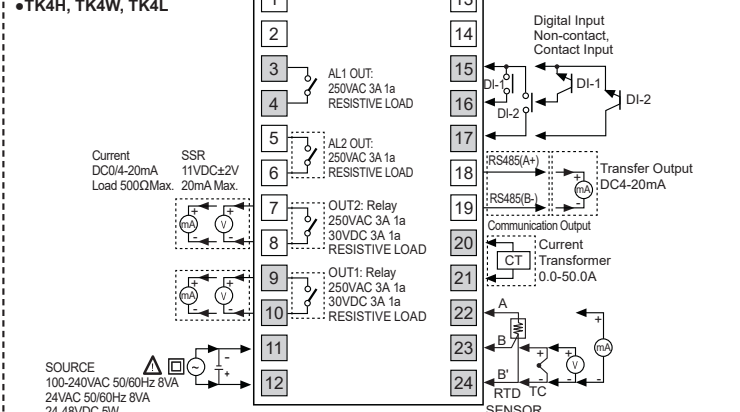 ●TK4H, TK4W, TK4L
1
2
3
4
5
6
7
8
9
10
11
12
13
14
15
16
17
18
19
20
21
22
23
24
AL1 OUT:
250VAC 3A 1a
RESISTIVE LOAD
AL2 OUT:
250VAC 3A 1a
RESISTIVE LOAD
Current
DC0/4-20mA
Load 500ΩMax.
SSR
11VDC±2V
20mA Max.
+
mA
-
+
V
-
OUT2: Relay
250VAC 3A 1a
30VDC 3A 1a
RESISTIVE LOAD
+
mA
-
+
V
-
OUT1: Relay
250VAC 3A 1a
30VDC 3A 1a
RESISTIVE LOAD
SOURCE
100-240VAC 50/60Hz 8VA
24VAC 50/60Hz 8VA
24-48VDC 5W
-
+
Digital Input
Non-contact,
Contact Input
DI-1
DI-2
DI-1
DI-2
RS485(A+)
RS485(B-)
+
mA
-
Transfer Output
DC4-20mA
Communication Output
CT
Current
Transformer
0.0-50.0A
A
B
B'
RTD
TC
+
-
+
V
-
+
mA
-
SENSOR